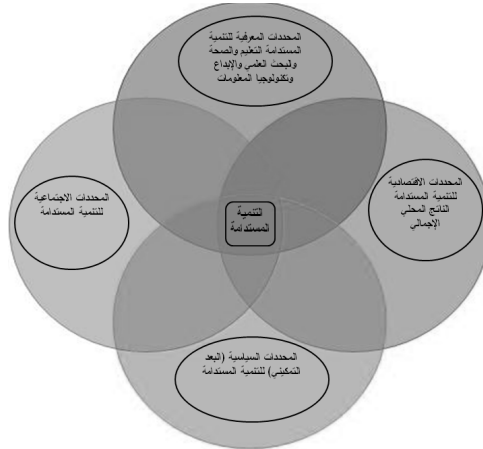 المحددات المعرفية للتنمية
المستدامة التعليم والصحة
والبحث العلمي والإبداع
وتكنولوجيا المعلومات
المحددات الاقتصادية
للتنمية المستدامة
الناتج المحلي
الإجمالي
المحددات الاجتماعية
للتنمية المستدامة
التنمية
المستدامة
المحددات السياسية (البعد
التمكيني) للتنمية المستدامة